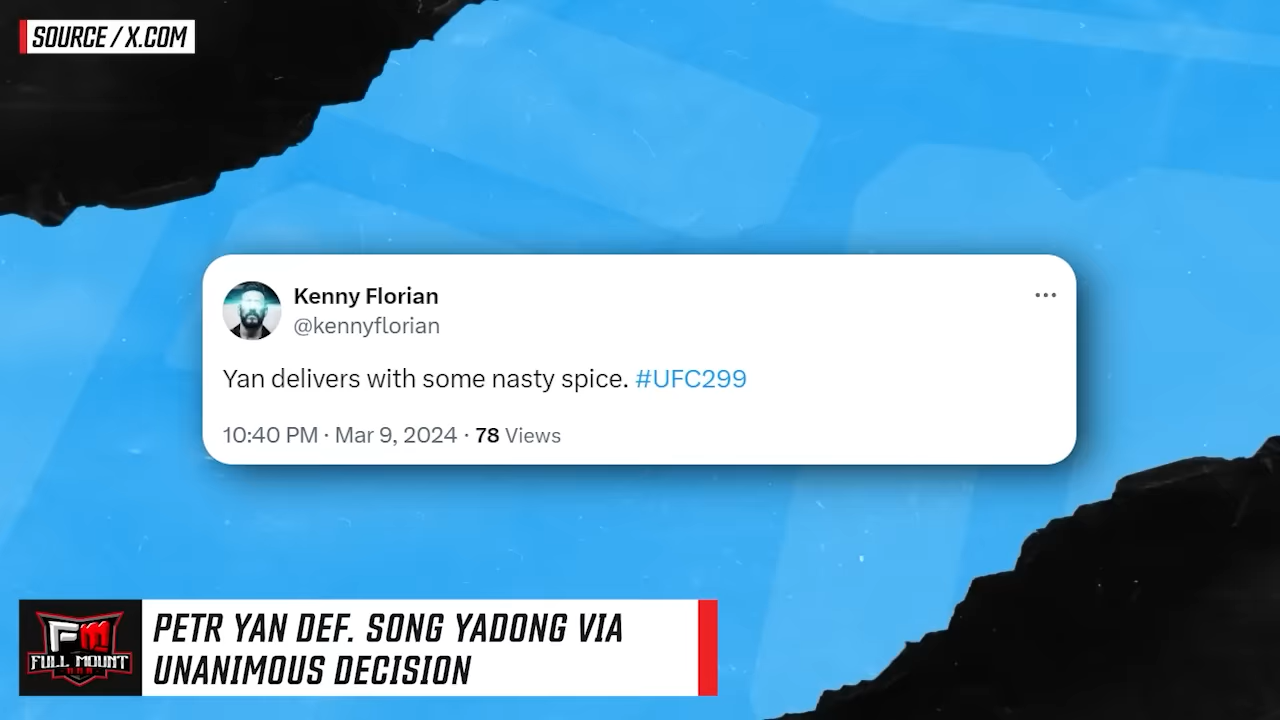 SOURCE / X.COM
Kenny Florian
@kennyflorian
Yan delivers with some nasty spice. #UFC299
10:40 PM · Mar 9, 2024 · 78 Views
PETR YAN DEF. SONG YADONG VIA
UNANIMOUS DECISION
FM
FULL MOUNT